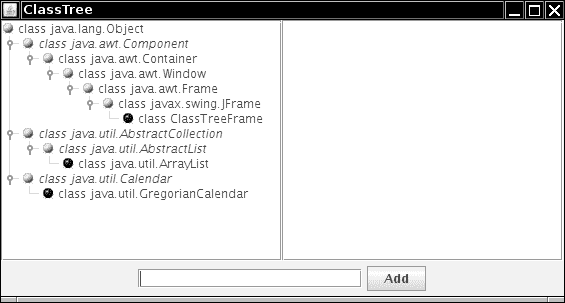 ClassTree
class java.lang.Object
class java.awt.Component
class java.awt.Container
class java.awt.Window
class java.awt.Frame
class javax.swing.JFrame
class ClassTreeFrame
class java.util.AbstractCollection
class java.util.AbstractList
class java.util.ArrayList
class java.util.Calendar
class java.util.GregorianCalendar
Add